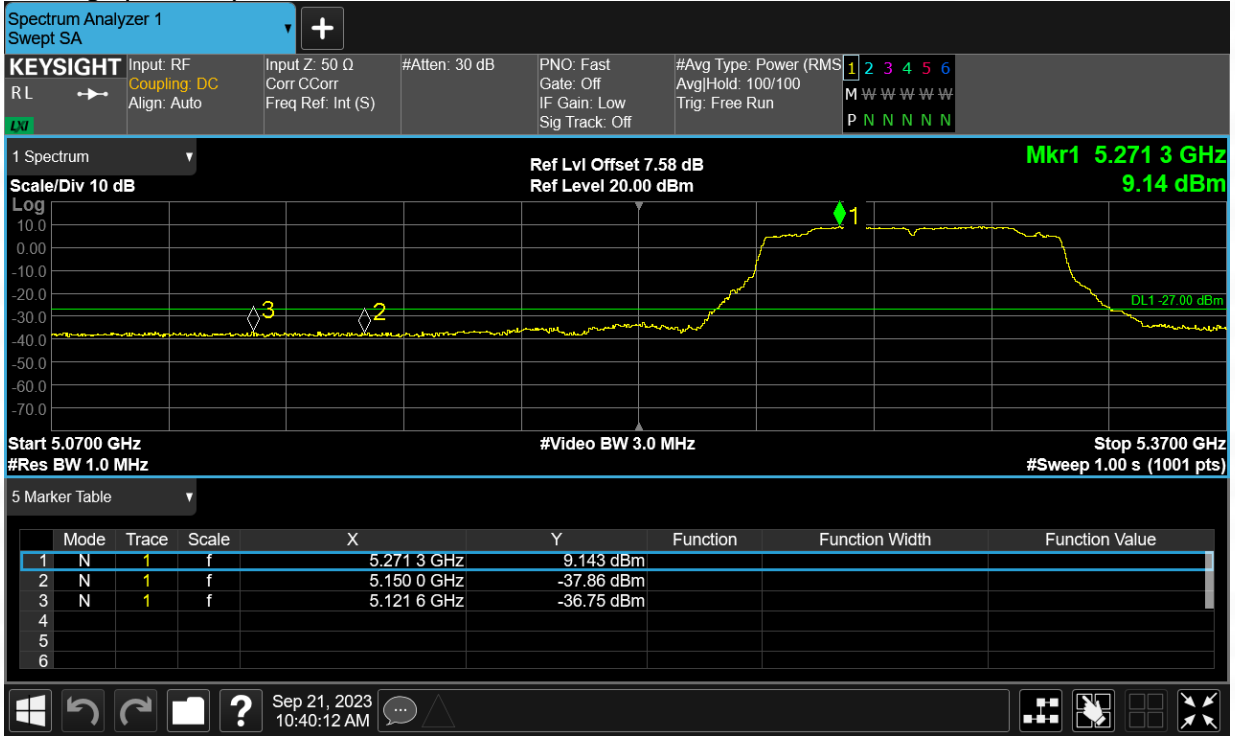 Spectrum Analyzer 1
Swept SA
KEYSIGHT
RL
LXI
Input: RF
Coupling: DC
Align: Auto
Input Z: 50 Ω
Corr CCorr
Freq Ref: Int (S)
#Atten: 30 dB
PNO: Fast
Gate: Off
IF Gain: Low
Sig Track: Off
#Avg Type: Power (RMS
Avg|Hold: 100/100
Trig: Free Run
1 2 3 4 5 6
M W W W W W
P N N N N N
1 Spectrum
Scale/Div 10 dB
Ref Lvl Offset 7.58 dB
Ref Level 20.00 dBm
Mkr1 5.271 3 GHz
9.14 dBm
Log
10.0
0.00
-10.0
-20.0
-30.0
-40.0
-50.0
-60.0
-70.0
1
3
2
DL1 -27.00 dBm
Start 5.0700 GHz
#Video BW 3.0 MHz
Stop 5.3700 GHz
#Res BW 1.0 MHz
#Sweep 1.00 s (1001 pts)
5 Marker Table
Mode Trace Scale X Y Function Function Width Function Value
1 N 1 f 5.271 3 GHz 9.143 dBm
2 N 1 f 5.150 0 GHz -37.86 dBm
3 N 1 f 5.121 6 GHz -36.75 dBm
4
5
6
?
Sep 21, 2023
10:40:12 AM